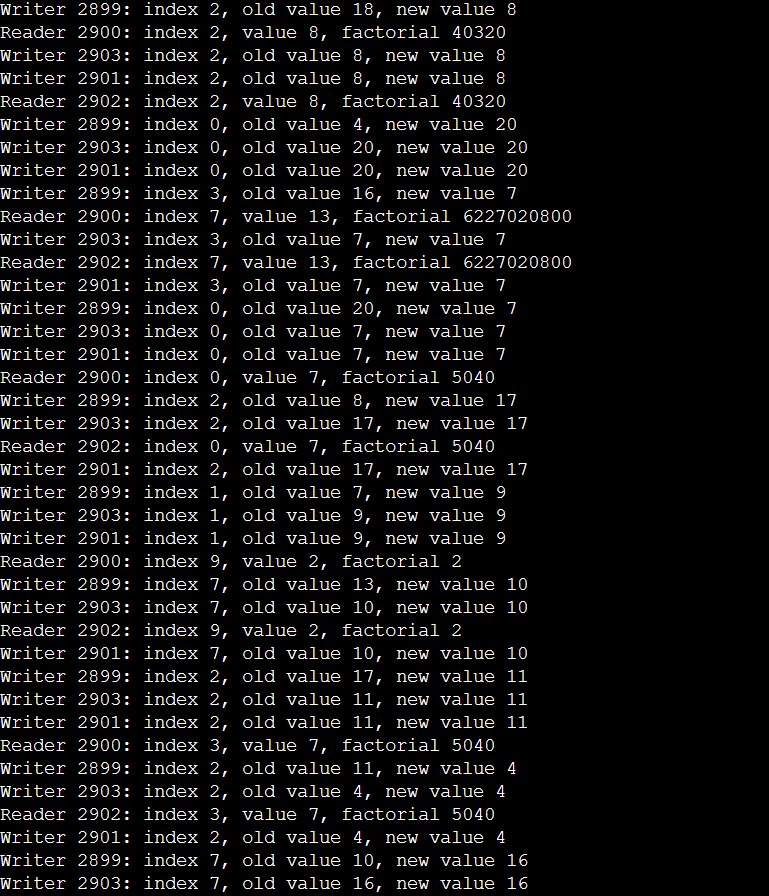 Writer 2899: index 2, old value 18, new value 8
Reader 2900: index 2, value 8, factorial 40320
Writer 2903: index 2, old value 8, new value 8
Writer 2901: index 2, old value 8, new value 8
Reader 2902: index 2, value 8, factorial 40320
Writer 2899: index 0, old value 4, new value 20
Writer 2903: index 0, old value 20, new value 20
Writer 2901: index 0, old value 20, new value 20
Writer 2899: index 3, old value 16, new value 7
Reader 2900: index 7, value 13, factorial 6227020800
Writer 2903: index 3, old value 7, new value 7
Reader 2902: index 7, value 13, factorial 6227020800
Writer 2901: index 3, old value 7, new value 7
Writer 2899: index 0, old value 20, new value 7
Writer 2903: index 0, old value 7, new value 7
Writer 2901: index 0, old value 7, new value 7
Reader 2900: index 0, value 7, factorial 5040
Writer 2899: index 2, old value 8, new value 17
Writer 2903: index 2, old value 17, new value 17
Reader 2902: index 0, value 7, factorial 5040
Writer 2901: index 2, old value 17, new value 17
Writer 2899: index 1, old value 7, new value 9
Writer 2903: index 1, old value 9, new value 9
Writer 2901: index 1, old value 9, new value 9
Reader 2900: index 9, value 2, factorial 2
Writer 2899: index 7, old value 13, new value 10
Writer 2903: index 7, old value 10, new value 10
Reader 2902: index 9, value 2, factorial 2
Writer 2901: index 7, old value 10, new value 10
Writer 2899: index 2, old value 17, new value 11
Writer 2903: index 2, old value 11, new value 11
Writer 2901: index 2, old value 11, new value 11
Reader 2900: index 3, value 7, factorial 5040
Writer 2899: index 2, old value 11, new value 4
Writer 2903: index 2, old value 4, new value 4
Reader 2902: index 3, value 7, factorial 5040
Writer 2901: index 2, old value 4, new value 4
Writer 2899: index 7, old value 10, new value 16
Writer 2903: index 7, old value 16, new value 16